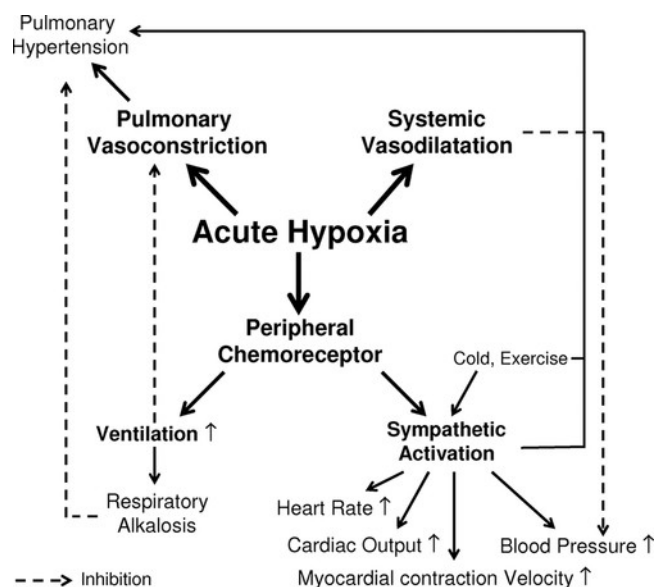 Pulmonary
Hypertension
Pulmonary
Vasoconstriction
Systemic
Vasodilatation
Acute Hypoxia
Peripheral
Chemoreceptor
Cold, Exercise
Ventilation ↑
Sympathetic
Activation
Respiratory
Alkalosis
Heart Rate ↑
Cardiac Output ↑
Blood Pressure ↑
Myocardial contraction Velocity ↑
Inhibition